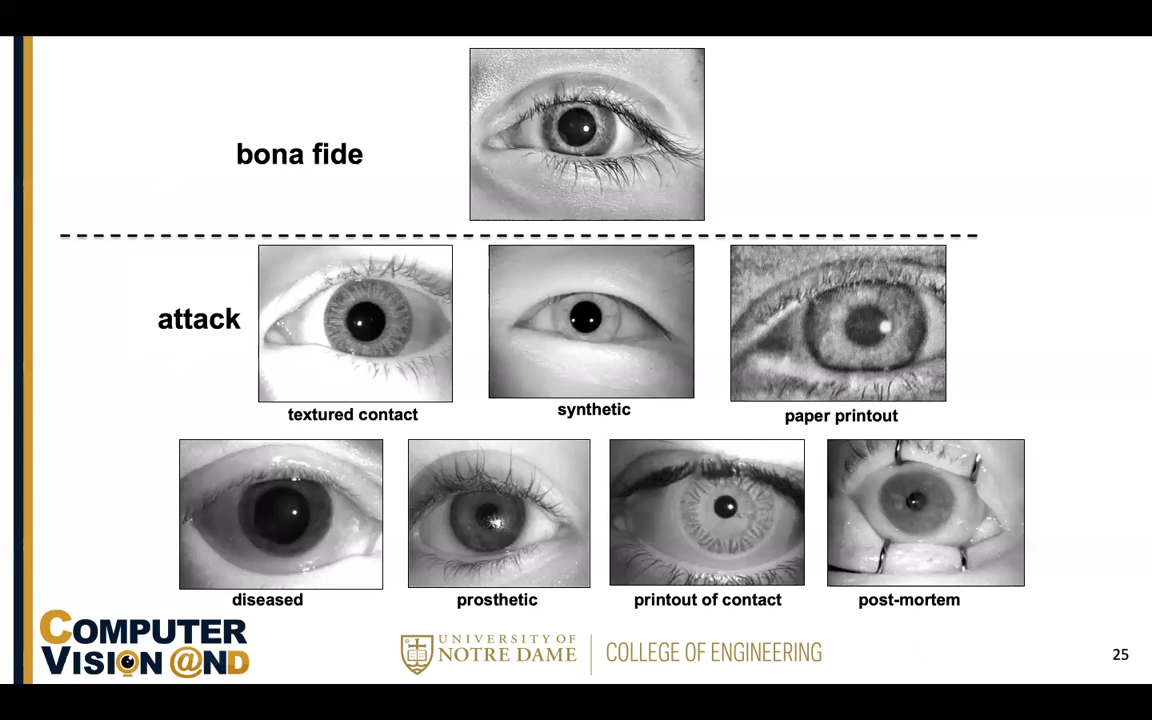 bona fide
attack
textured contact
synthetic
paper printout
diseased
prosthetic
printout of contact
post-mortem
COMPUTER
VISION @ND
UNIVERSITY OF
NOTRE DAME
COLLEGE OF ENGINEERING
25